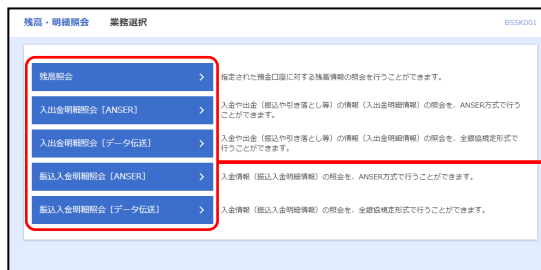 残高・明細照会 業務選択 BSSK001
残高照会 指定された預金口座に対する残高情報の照会を行うことができます。
入出金明細照会［ANSER］ 入金や出金（振込や引き落とし等）の情報（入出金明細情報）の照会を、ANSER方式で行う
ことができます。
入出金明細照会［データ伝送］ 入金や出金（振込や引き落とし等）の情報（入出金明細情報）の照会を、全銀協規定形式で
行うことができます。
振込入金明細照会［ANSER］ 入金情報（振込入金明細情報）の照会を、ANSER方式で行うことができます。
振込入金明細照会［データ伝送］ 入金情報（振込入金明細情報）の照会を、全銀協規定形式で行うことができます。